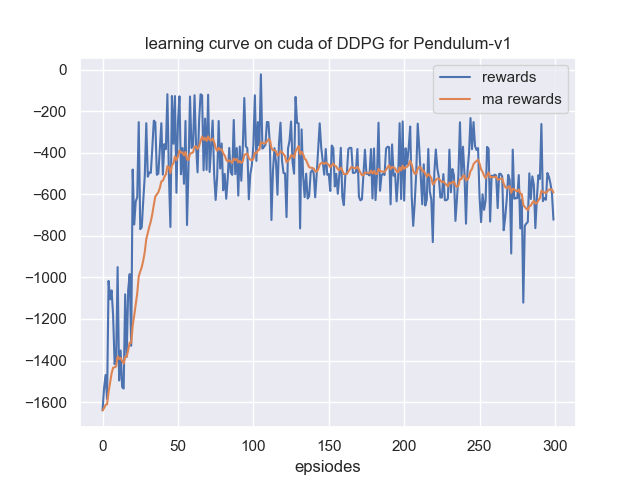 learning curve on cuda of DDPG for Pendulum-v1
rewards
ma rewards
0
−200
−400
−600
−800
−1000
−1200
−1400
−1600
0 50 100 150 200 250 300
epsiodes